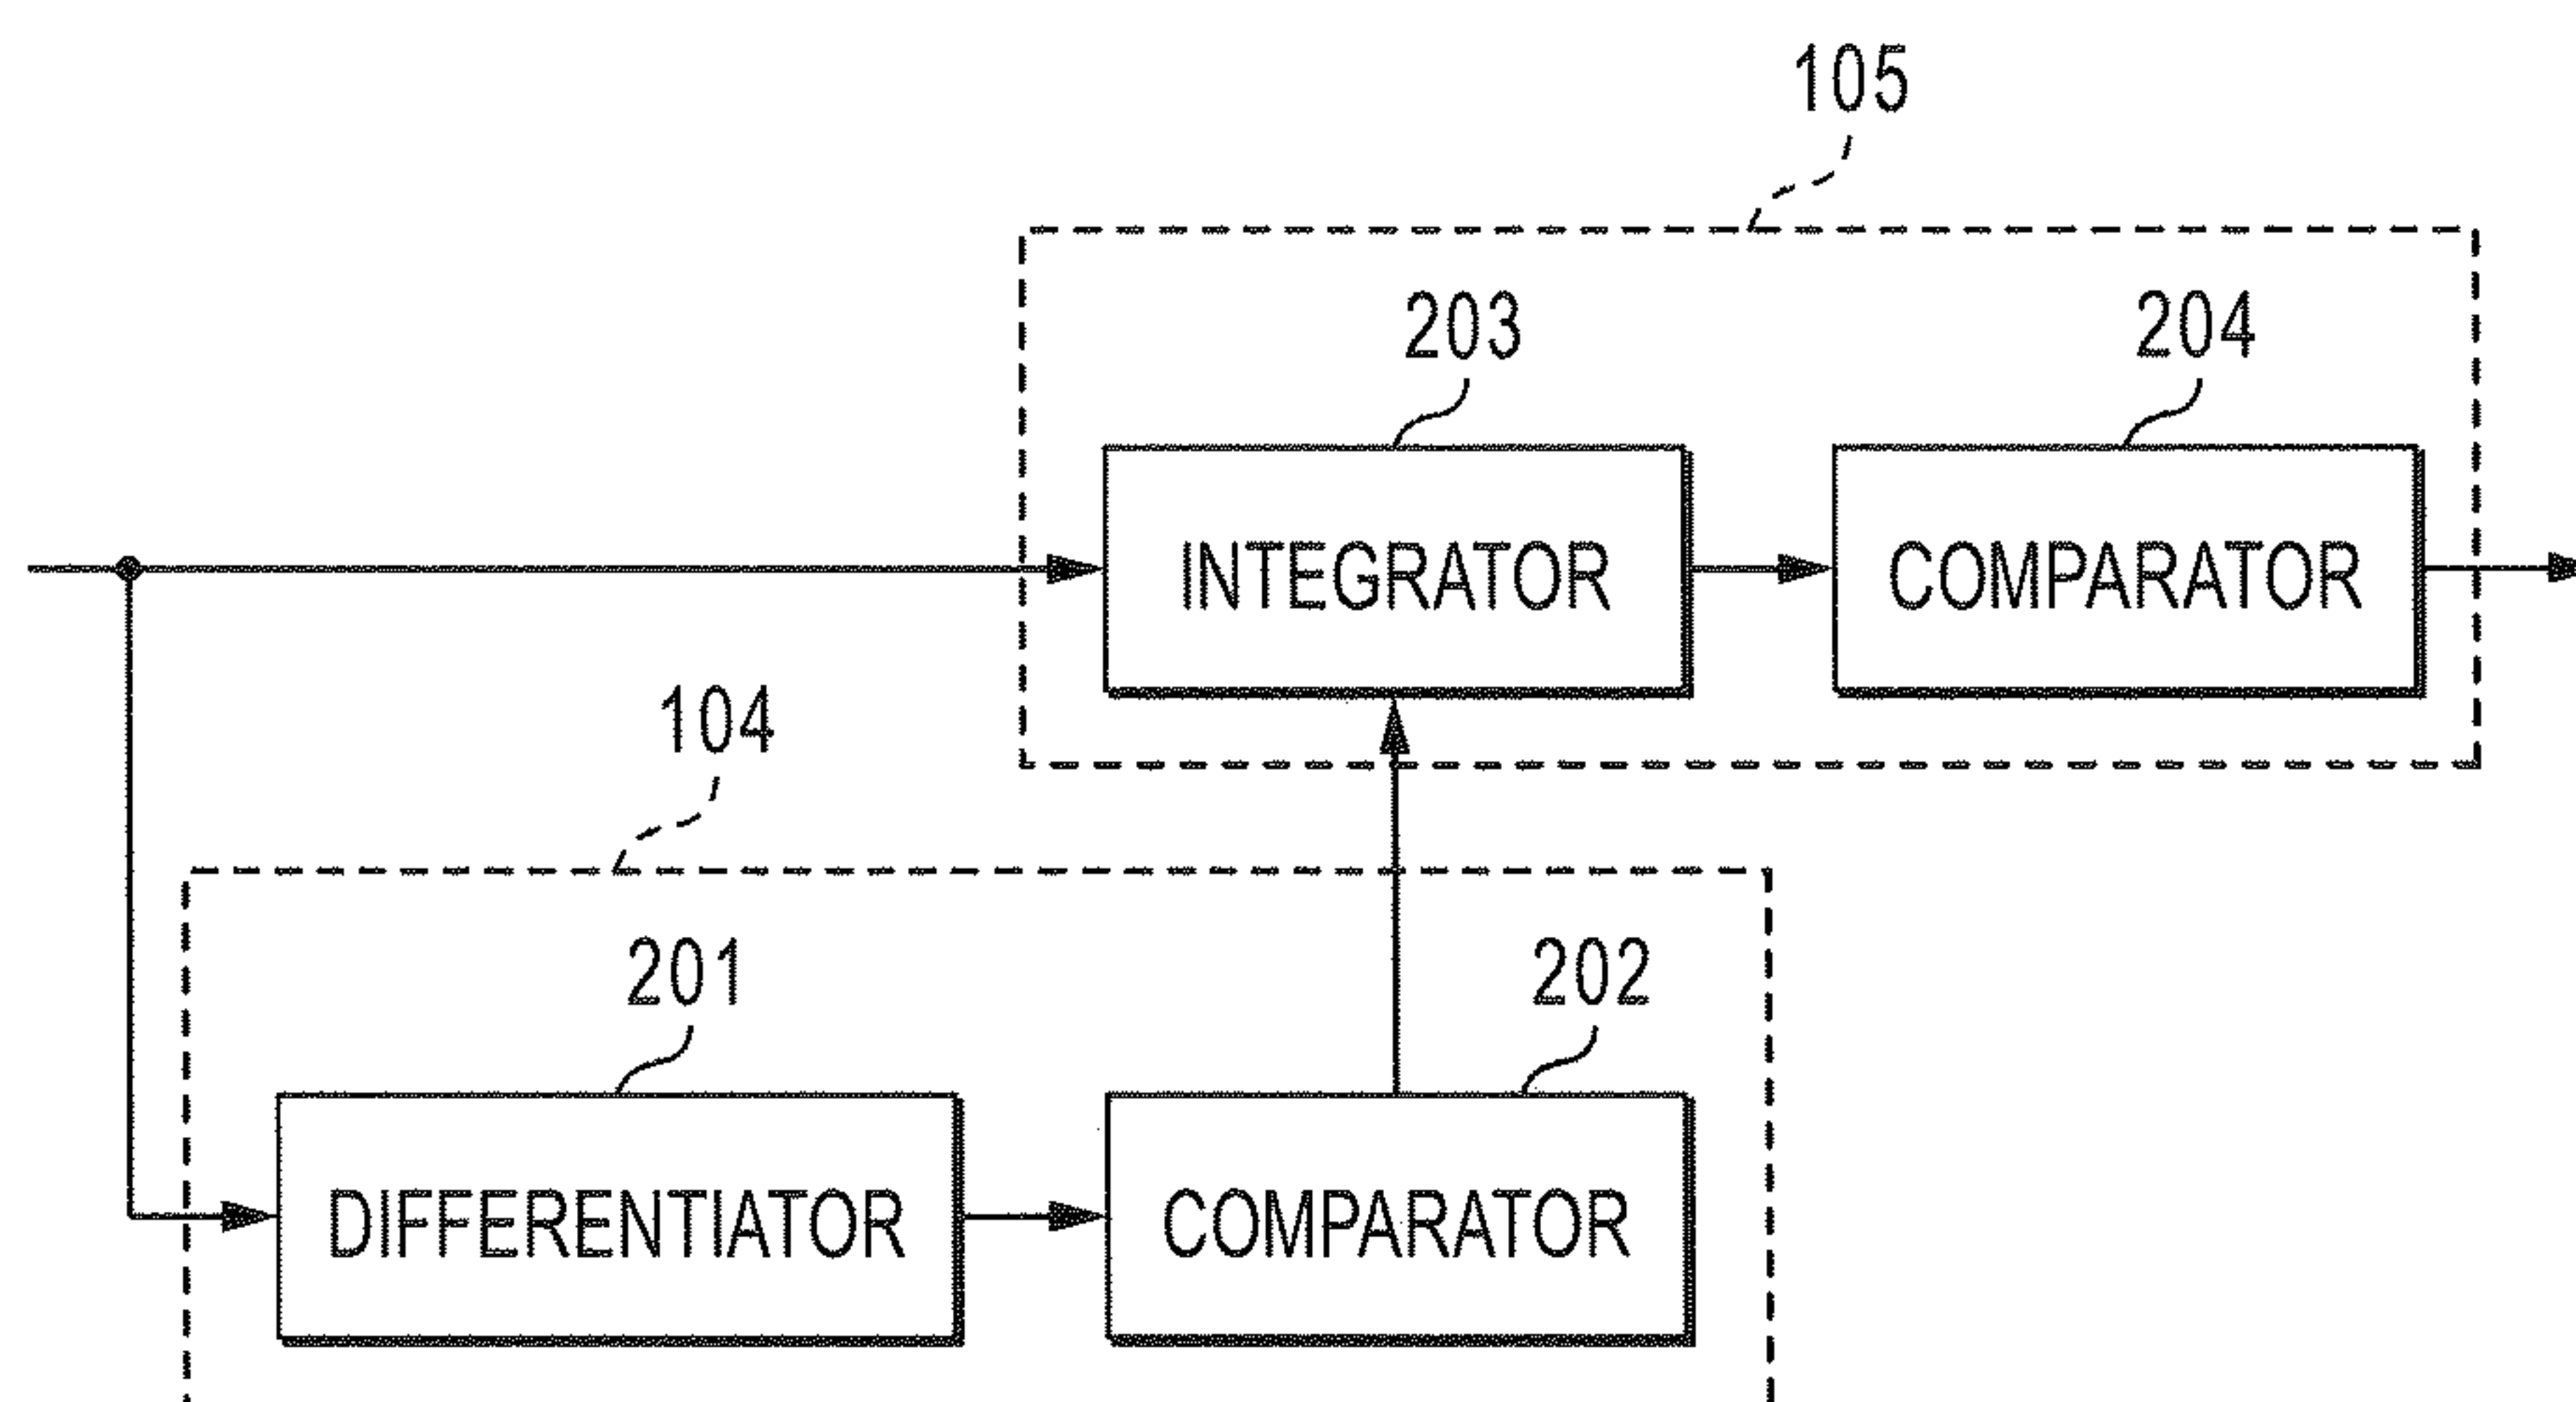 105
203
204
INTEGRATOR
COMPARATOR
104
201
202
DIFFERENTIATOR
COMPARATOR